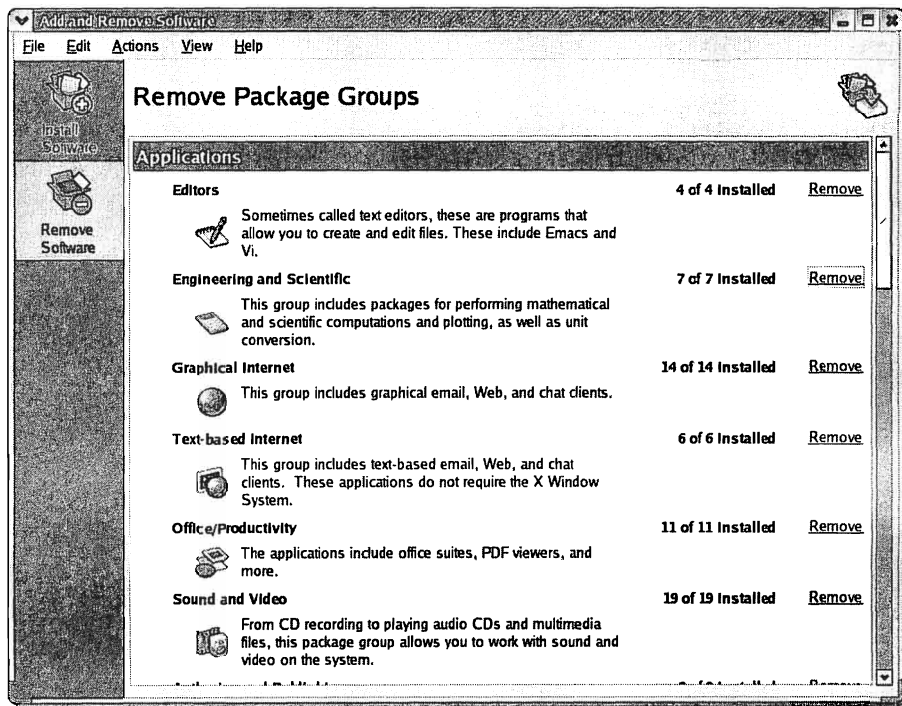 Add and Remove Software
File Edit Actions View Help
Install
Software
Remove
Software
Remove Package Groups
Applications
Editors 4 of 4 Installed Remove
Sometimes called text editors, these are programs that
allow you to create and edit files. These include Emacs and
Vi.
Engineering and Scientific 7 of 7 Installed Remove
This group includes packages for performing mathematical
and scientific computations and plotting, as well as unit
conversion.
Graphical Internet 14 of 14 Installed Remove
This group includes graphical email, Web, and chat clients.
Text-based Internet 6 of 6 Installed Remove
This group includes text-based email, Web, and chat
clients. These applications do not require the X Window
System.
Office/Productivity 11 of 11 Installed Remove
The applications include office suites, PDF viewers, and
more.
Sound and Video 19 of 19 Installed Remove
From CD recording to playing audio CDs and multimedia
files, this package group allows you to work with sound and
video on the system.